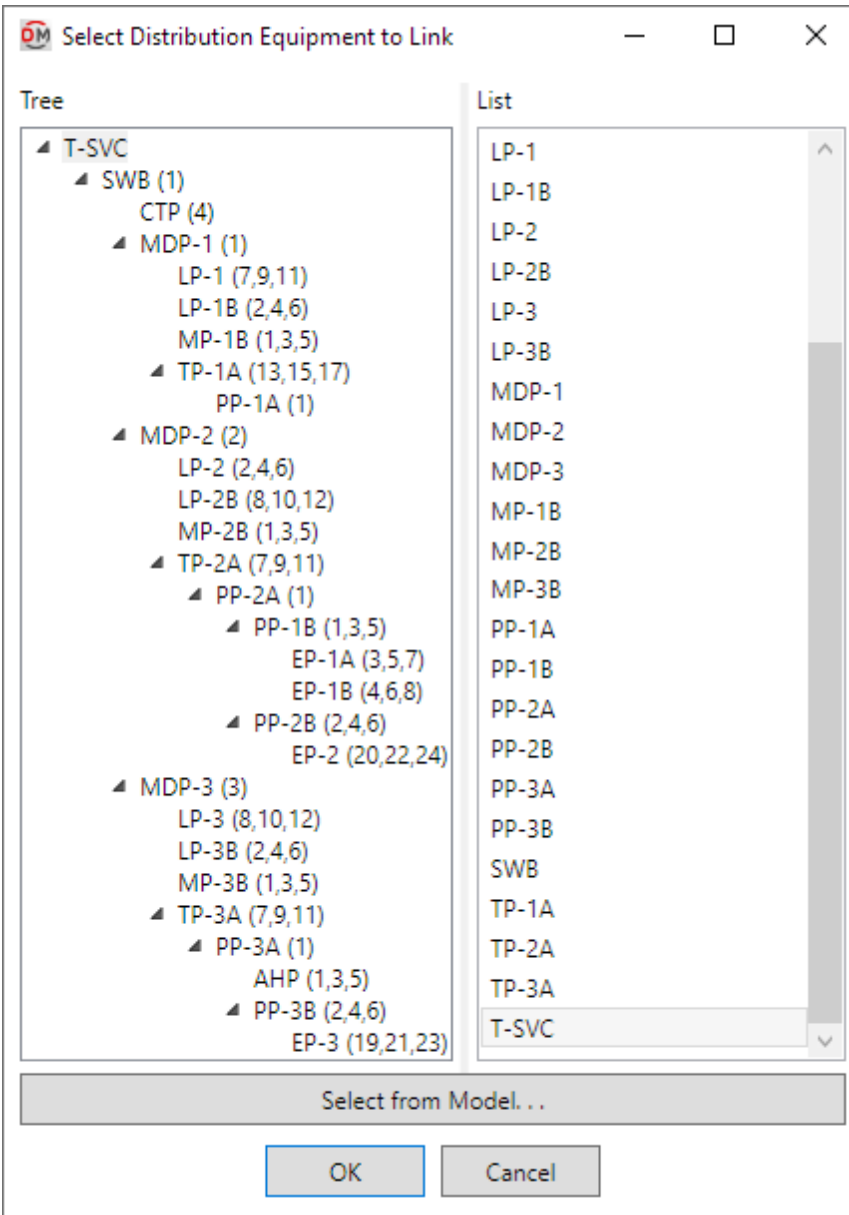 DM Select Distribution Equipment to Link
Tree
T-SVC
SWB (1)
CTP (4)
MDP-1 (1)
LP-1 (7,9,11)
LP-1B (2,4,6)
MP-1B (1,3,5)
TP-1A (13,15,17)
PP-1A (1)
MDP-2 (2)
LP-2 (2,4,6)
LP-2B (8,10,12)
MP-2B (1,3,5)
TP-2A (7,9,11)
PP-2A (1)
PP-1B (1,3,5)
EP-1A (3,5,7)
EP-1B (4,6,8)
PP-2B (2,4,6)
EP-2 (20,22,24)
MDP-3 (3)
LP-3 (8,10,12)
LP-3B (2,4,6)
MP-3B (1,3,5)
TP-3A (7,9,11)
PP-3A (1)
AHP (1,3,5)
PP-3B (2,4,6)
EP-3 (19,21,23)
List
LP-1
LP-1B
LP-2
LP-2B
LP-3
LP-3B
MDP-1
MDP-2
MDP-3
MP-1B
MP-2B
MP-3B
PP-1A
PP-1B
PP-2A
PP-2B
PP-3A
PP-3B
SWB
TP-1A
TP-2A
TP-3A
T-SVC
Select from Model. . .
OK
Cancel